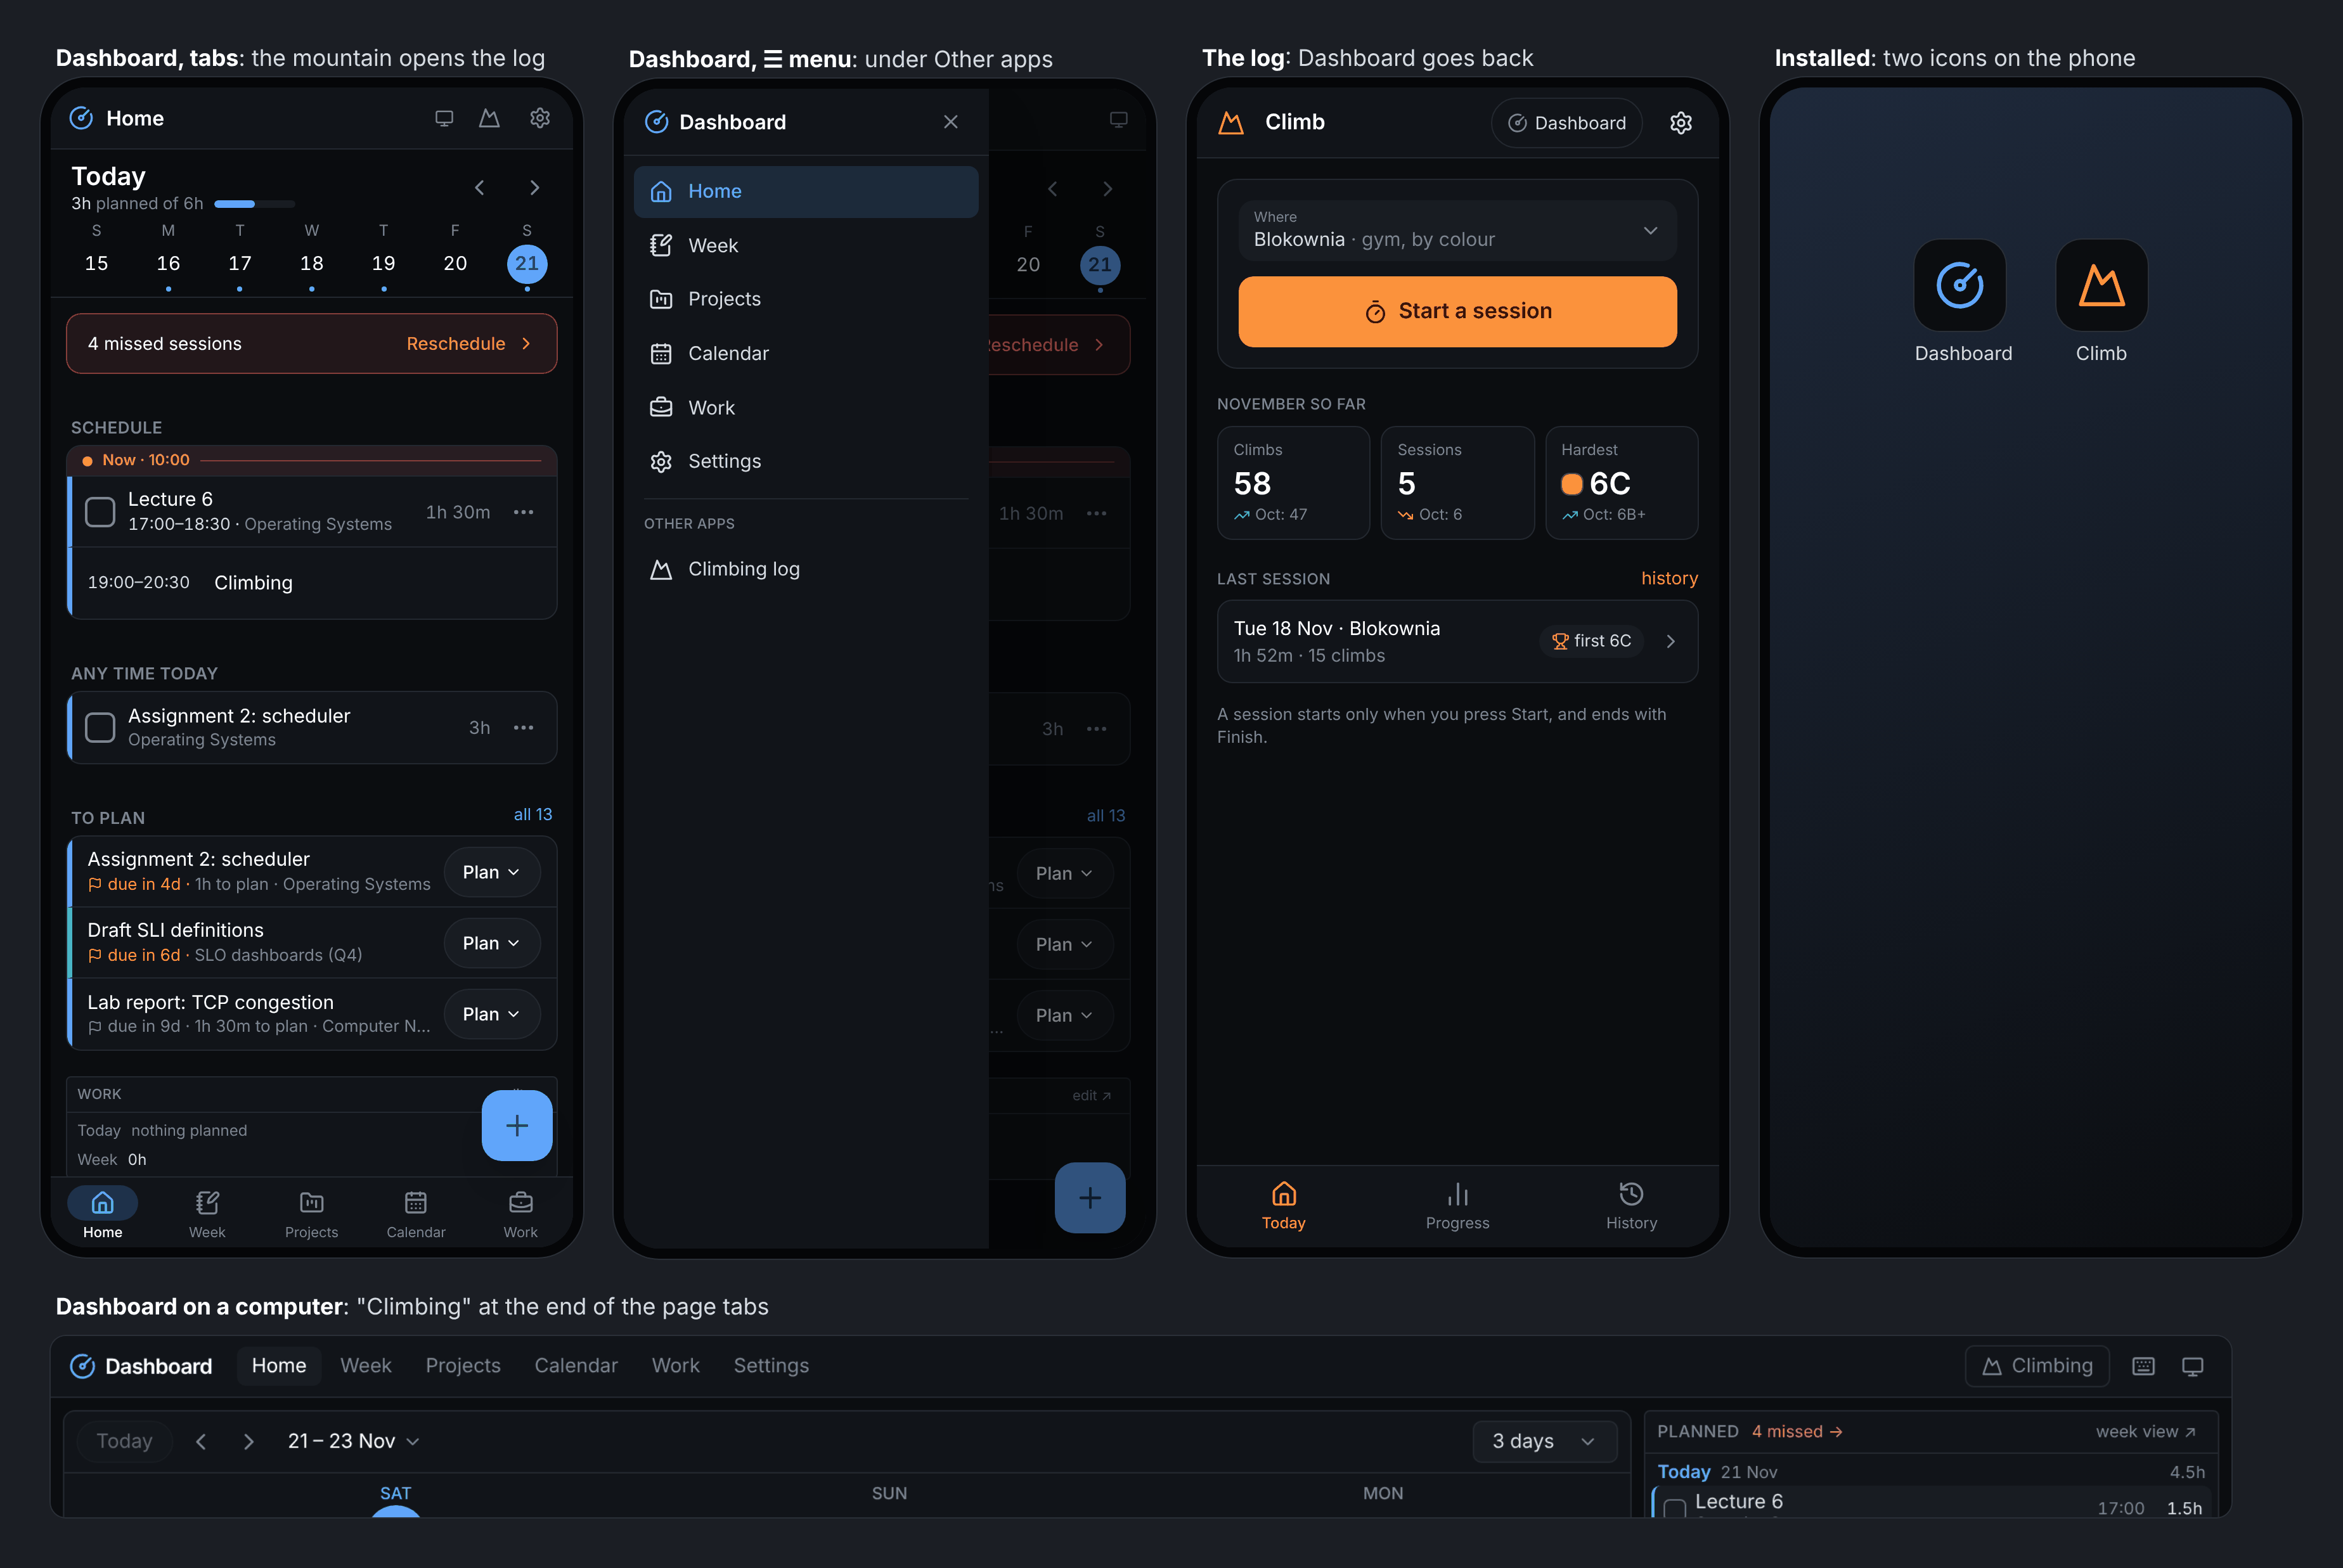 Dashboard, tabs: the mountain opens the log
Home
Today
3h planned of 6h
S M T W T F S
15 16 17 18 19 20 21
4 missed sessions Reschedule
SCHEDULE
Now · 10:00
Lecture 6
17:00–18:30 · Operating Systems 1h 30m
19:00–20:30 Climbing
ANY TIME TODAY
Assignment 2: scheduler
Operating Systems 3h
TO PLAN all 13
Assignment 2: scheduler
due in 4d · 1h to plan · Operating Systems
Plan
Draft SLI definitions
due in 6d · SLO dashboards (Q4)
Plan
Lab report: TCP congestion
due in 9d · 1h 30m to plan · Computer N...
Plan
WORK
Today nothing planned
Week 0h
Home Week Projects Calendar Work
Dashboard, ☰ menu: under Other apps
Dashboard
Home
Week
Projects
Calendar
Work
Settings
OTHER APPS
Climbing log
F S
20 21
Reschedule
1h 30m
3h
all 13
Plan
Plan
Plan
edit ↗
The log: Dashboard goes back
Climb Dashboard
Where
Blokownia · gym, by colour
Start a session
NOVEMBER SO FAR
Climbs Sessions Hardest
58 5 6C
Oct: 47 Oct: 6 Oct: 6B+
LAST SESSION history
Tue 18 Nov · Blokownia
1h 52m · 15 climbs
first 6C
A session starts only when you press Start, and ends with
Finish.
Today Progress History
Installed: two icons on the phone
Dashboard Climb
Dashboard on a computer: "Climbing" at the end of the page tabs
Dashboard Home Week Projects Calendar Work Settings Climbing
Today 21 – 23 Nov 3 days
SAT SUN MON
PLANNED 4 missed → week view ↗
Today 21 Nov 4.5h
Lecture 6 17:00 1.5h